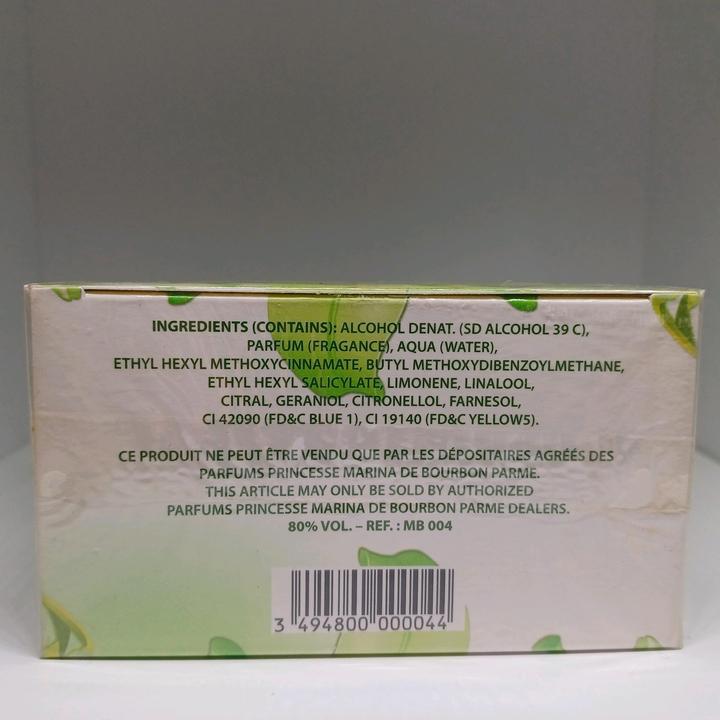 INGREDIENTS (CONTAINS): ALCOHOL DENAT. (SD ALCOHOL 39 C),
PARFUM (FRAGANCE), AQUA (WATER),
ETHYL HEXYL METHOXYCINNAMATE, BUTYL METHOXYDIBENZOYLMETHANE,
ETHYL HEXYL SALICYLATE, LIMONENE, LINALOOL,
CITRAL, GERANIOL, CITRONELLOL, FARNESOL,
CI 42090 (FD&C BLUE 1), CI 19140 (FD&C YELLOW5).
CE PRODUIT NE PEUT ÊTRE VENDU QUE PAR LES DÉPOSITAIRES AGRÉÉS DES
PARFUMS PRINCESSE MARINA DE BOURBON PARME.
THIS ARTICLE MAY ONLY BE SOLD BY AUTHORIZED
PARFUMS PRINCESSE MARINA DE BOURBON PARME DEALERS.
80% VOL. – REF. : MB 004
3 494800 000044